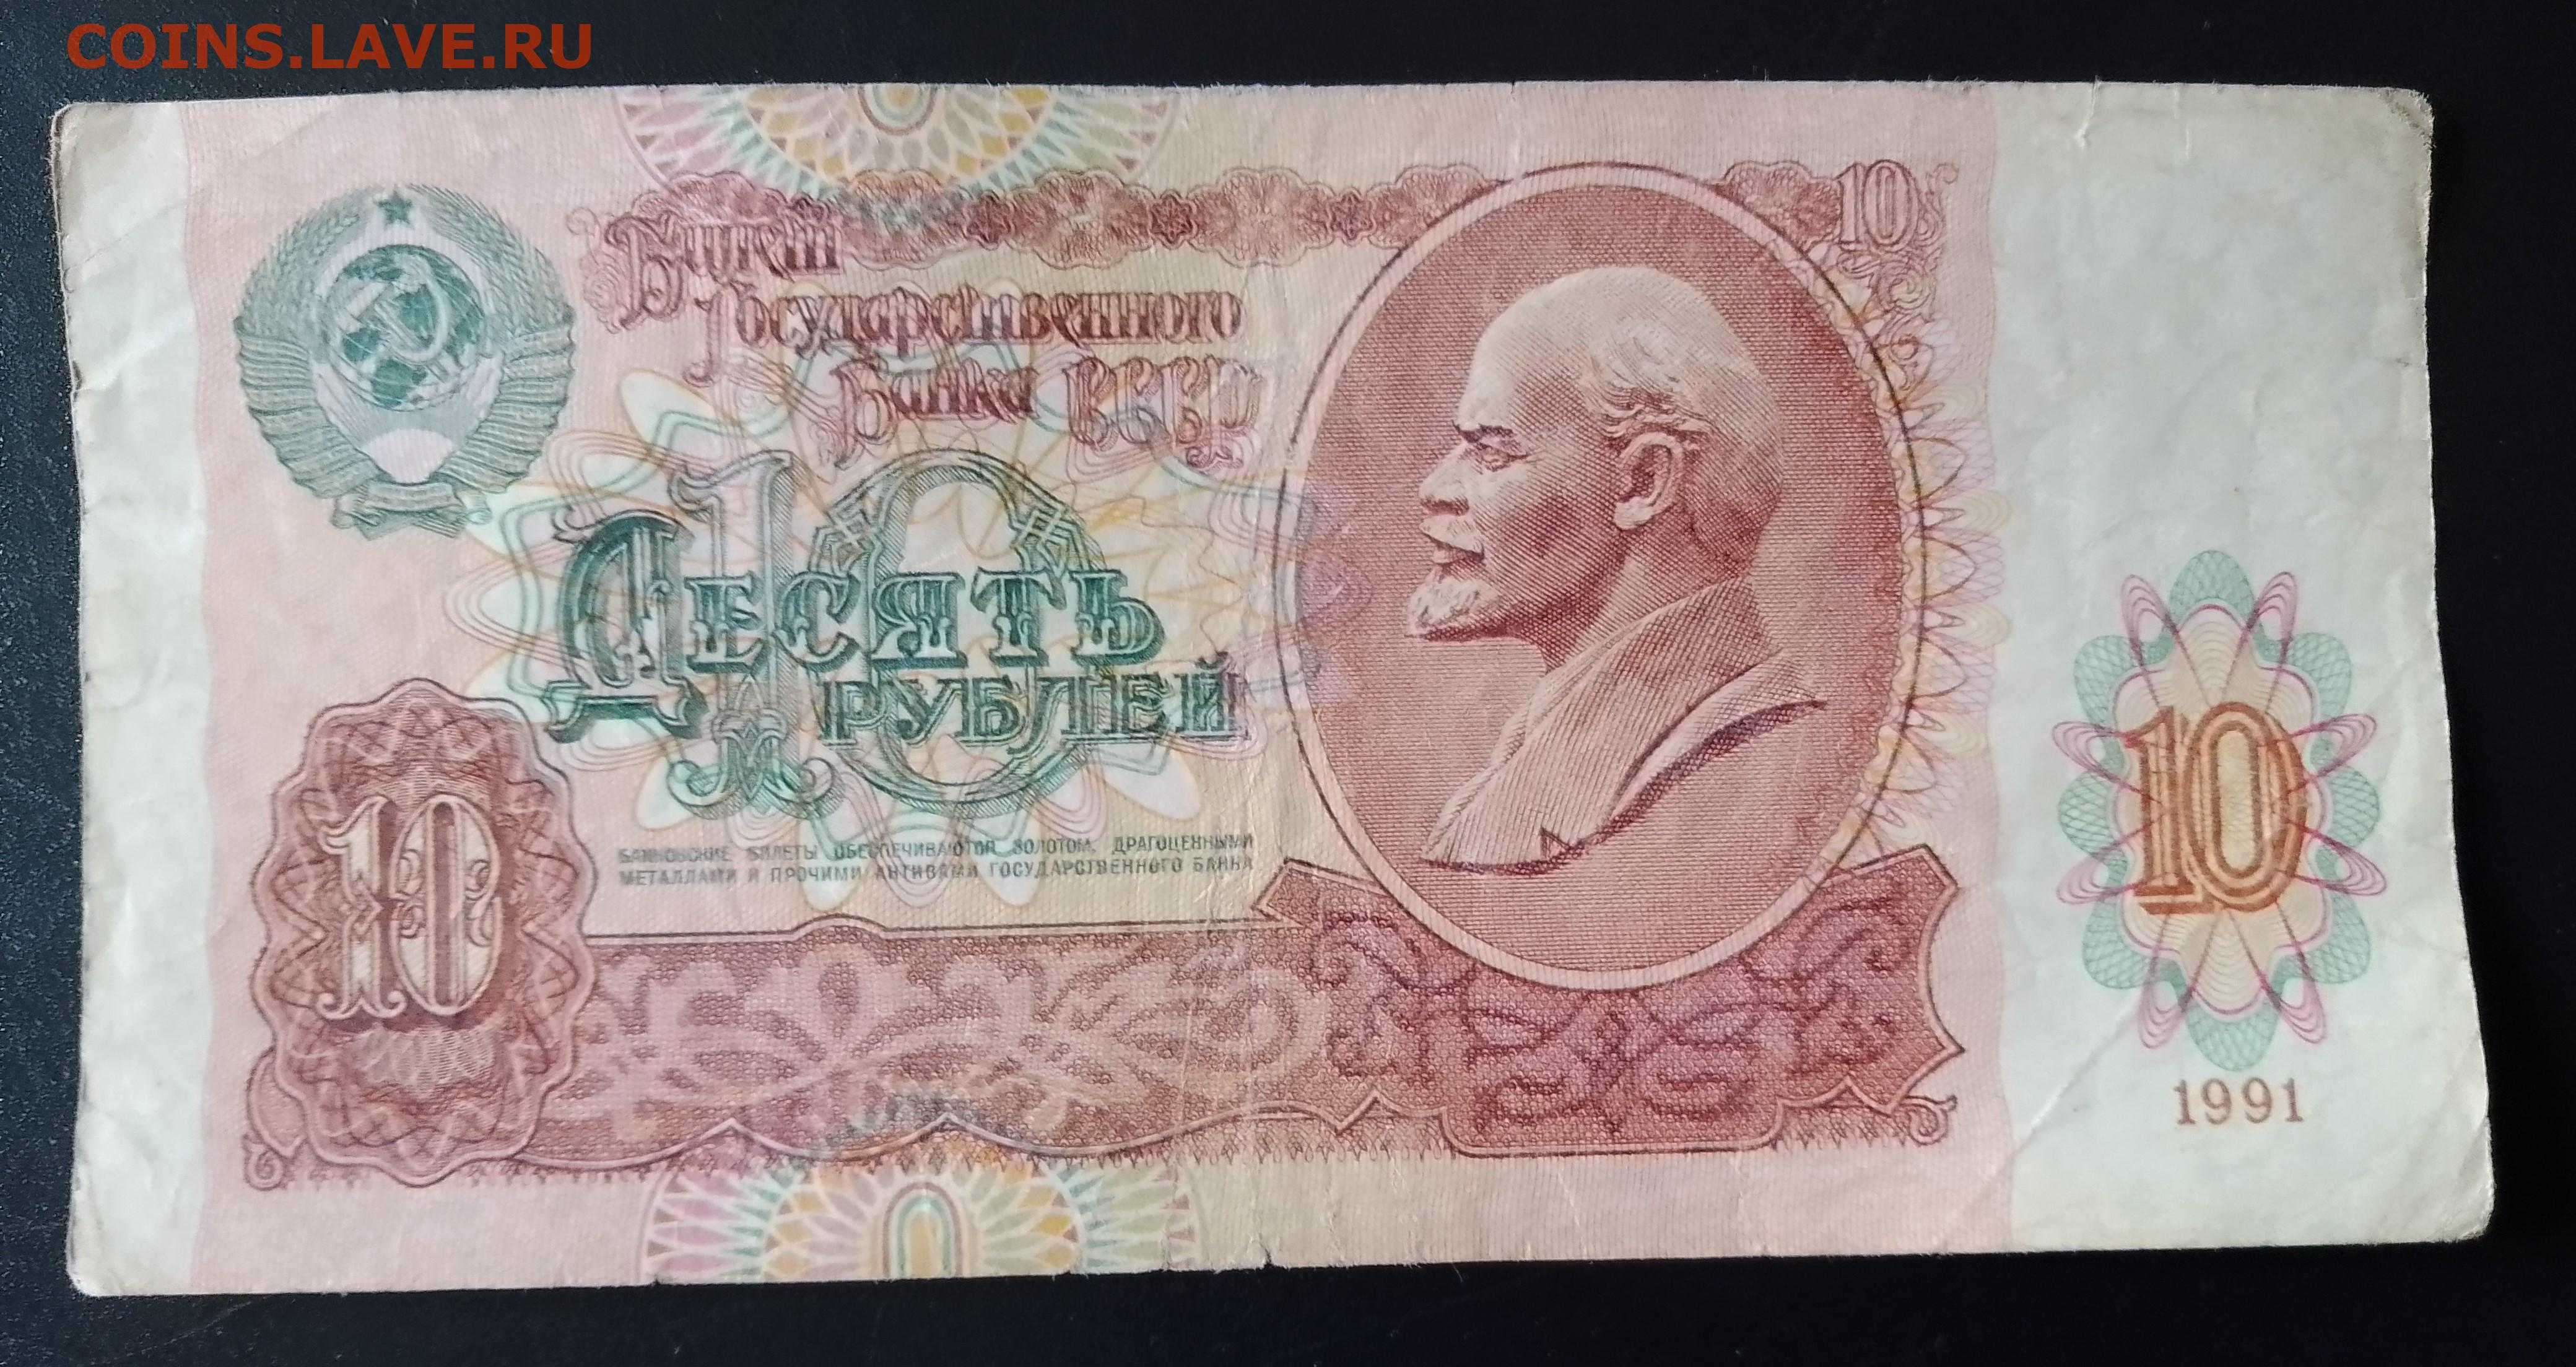 COINS.LAVE.RU
10
Билет
Государственного
Банка СССР
10
Десять
рублей
БАНКОВСКИЕ БИЛЕТЫ ОБЕСПЕЧИВАЮТСЯ ЗОЛОТОМ, ДРАГОЦЕННЫМИ
МЕТАЛЛАМИ И ПРОЧИМИ АКТИВАМИ ГОСУДАРСТВЕННОГО БАНКА
10
10
1991